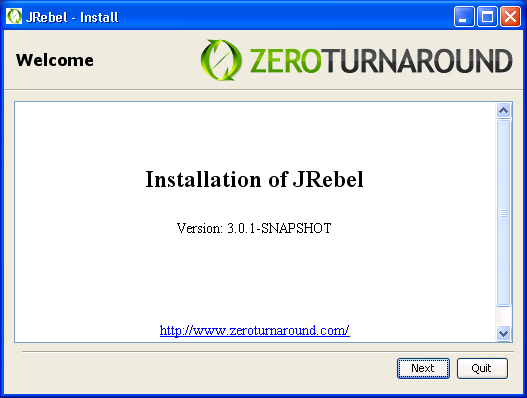 JRebel - Install
Welcome
ZEROTURNAROUND
Installation of JRebel
Version: 3.0.1-SNAPSHOT
http://www.zeroturnaround.com/
Next Quit